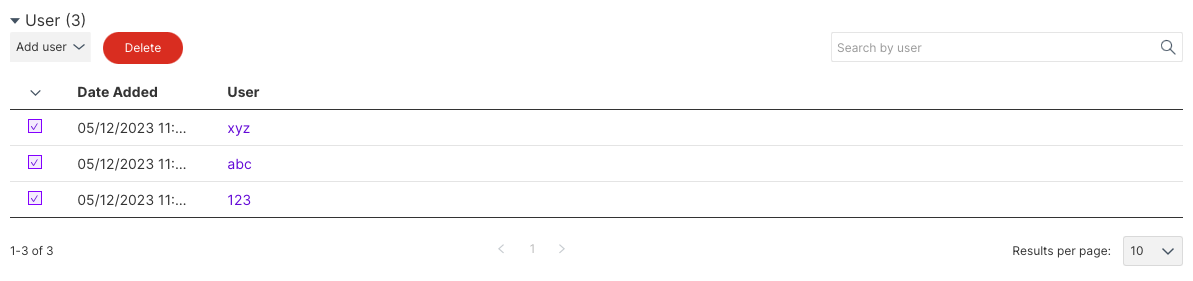 User (3)
Add user Delete Search by user
Date Added User
05/12/2023 11:... xyz
05/12/2023 11:... abc
05/12/2023 11:... 123
1-3 of 3 1 Results per page: 10